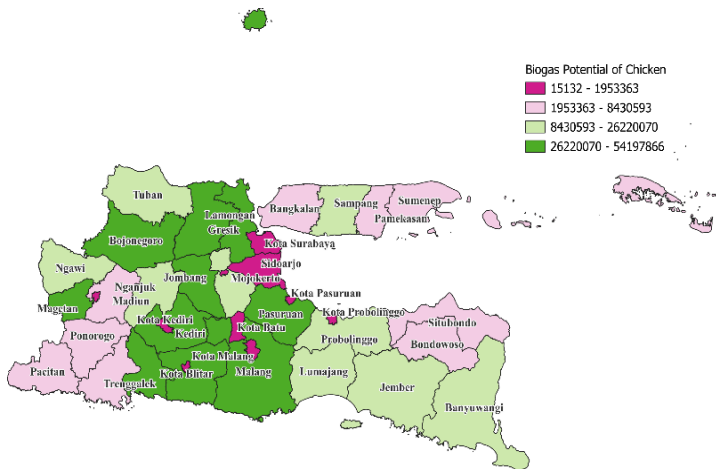 Biogas Potential of Chicken
15132 - 1953363
1953363 - 8430593
8430593 - 26220070
26220070 - 54197866
Tuban
Lamongan
Gresik
Bojonegoro
Bangkalan
Sampang
Pamekasam
Sumenep
Kota Surabaya
Sidoarjo
Mojokerto
Ngawi
Nganjuk
Jombang
Madiun
Magetan
Kota Pasuruan
Pasuruan
Kota Probolinggo
Probolinggo
Kota Kediri
Kediri
Kota Batu
Situbondo
Bondowoso
Ponorogo
Pacitan
Trenggalek
Kota Blitar
Kota Malang
Malang
Lumajang
Jember
Banyuwangi